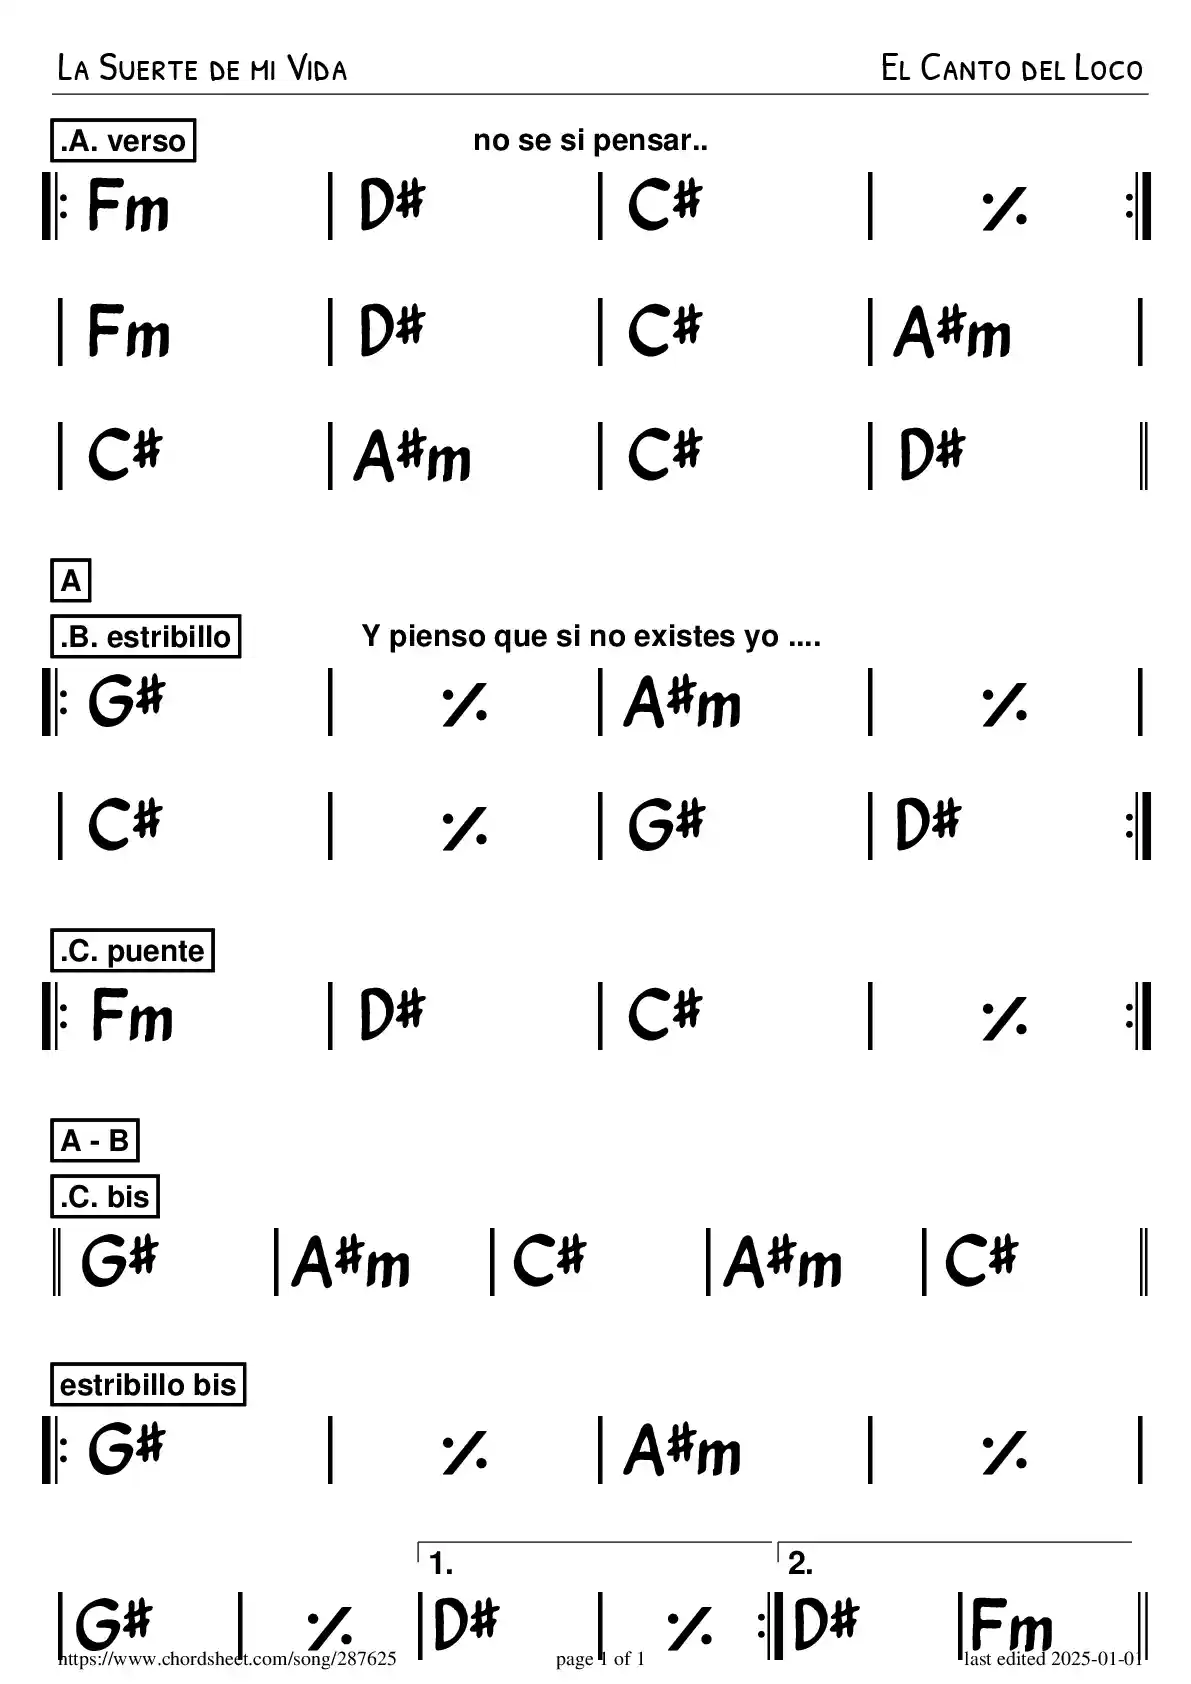 La Suerte de mi Vida El Canto del Loco
.A. verso no se si pensar..
Fm D# C# %
Fm D# C# A#m
C# A#m C# D#
A
.B. estribillo Y pienso que si no existes yo ....
G# % A#m %
C# % G# D#
.C. puente
Fm D# C# %
A - B
.C. bis
G# A#m C# A#m C#
estribillo bis
G# % A#m %
1. 2.
G# % D# % D# Fm
https://www.chordsheet.com/song/287625 page 1 of 1 last edited 2025-01-01